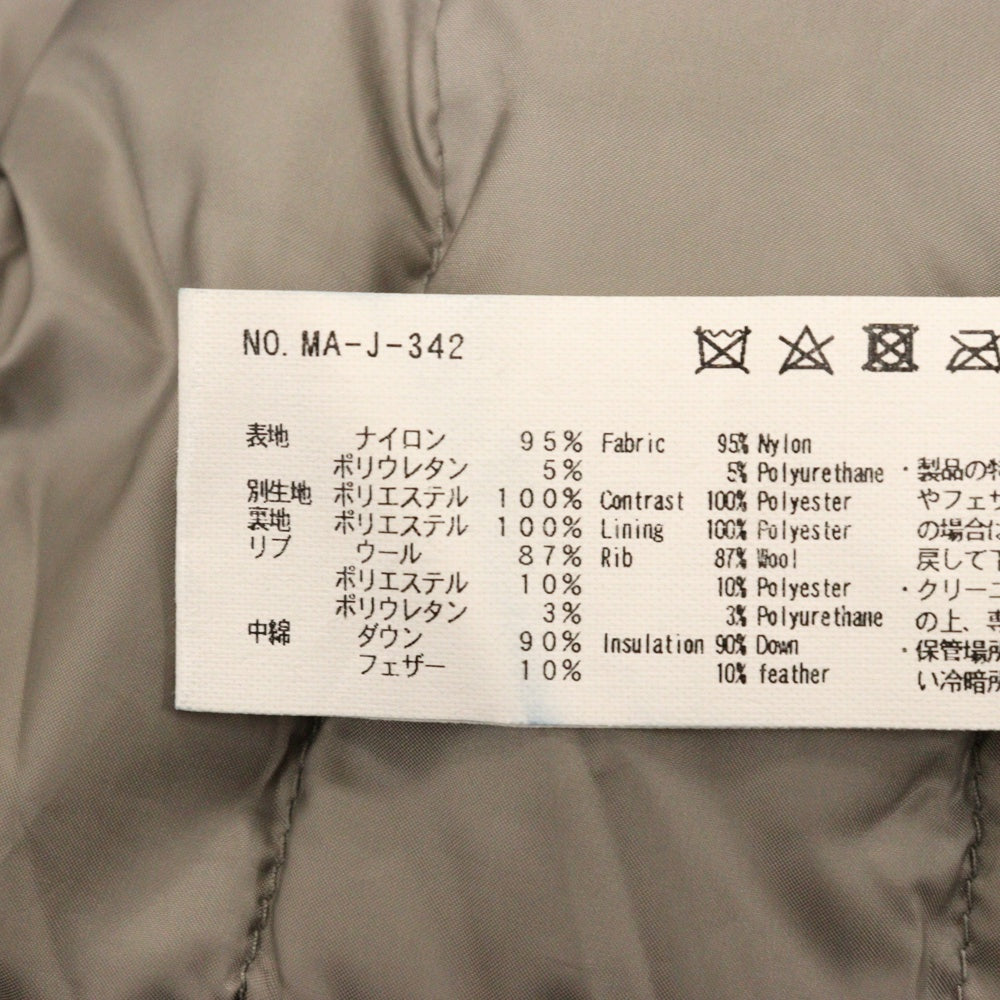 NO. MA-J-342
表地 ナイロン 95% Fabric 95% Nylon
ポリウレタン 5% 5% Polyurethane
別生地 ポリエステル 100% Contrast 100% Polyester
裏地 ポリエステル 100% Lining 100% Polyester
リブ ウール 87% Rib 87% Wool
ポリエステル 10% 10% Polyester
ポリウレタン 3% 3% Polyurethane
中綿 ダウン 90% Insulation 90% Down
フェザー 10% 10% feather
・製品の
やフェ
の場合は
戻して
・クリー
の上、専
・保管場所
い冷暗所